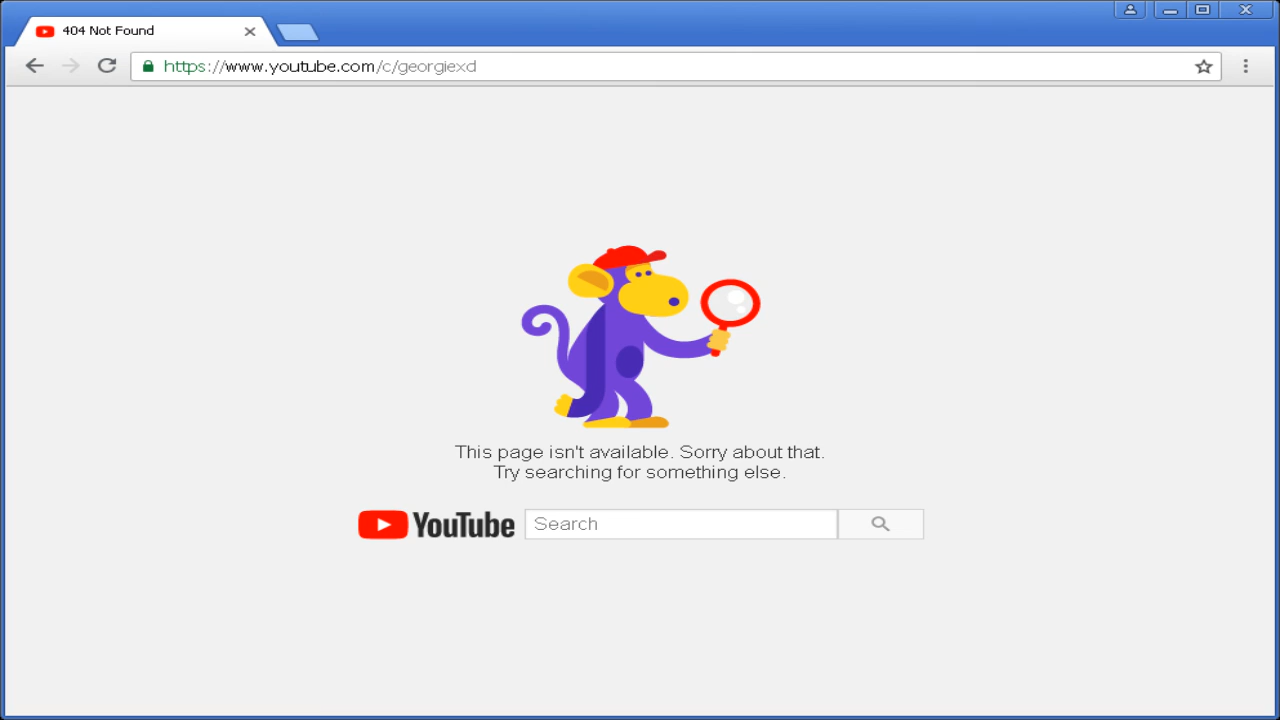 404 Not Found
https://www.youtube.com/c/georgiexd
This page isn't available. Sorry about that.
Try searching for something else.
YouTube Search